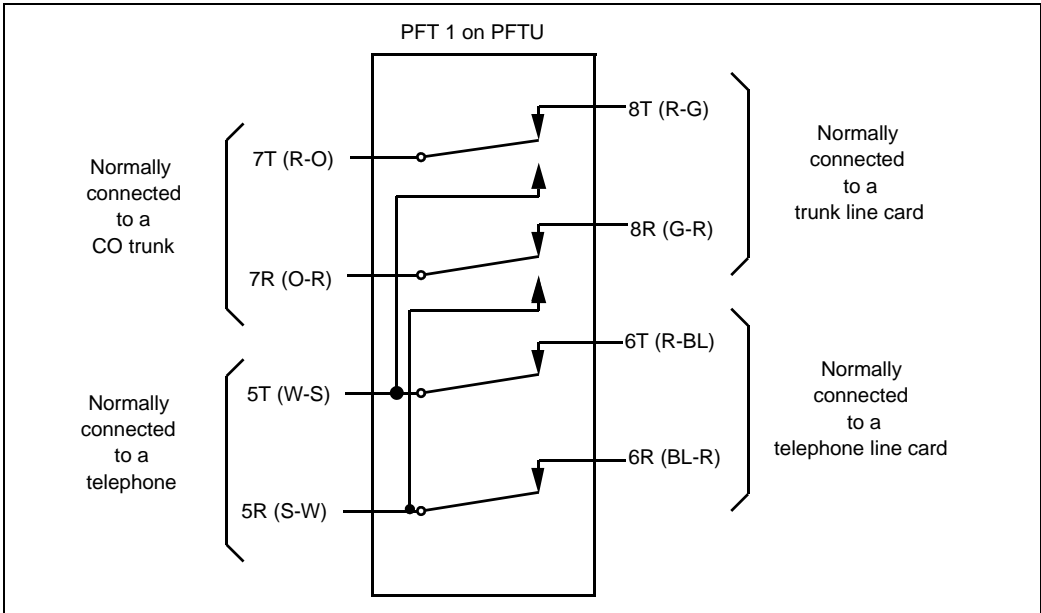 PFT 1 on PFTU
Normally
connected
to a
CO trunk
7T (R-O)
7R (O-R)
8T (R-G)
8R (G-R)
Normally
connected
to a
trunk line card
Normally
connected
to a
telephone
5T (W-S)
5R (S-W)
6T (R-BL)
6R (BL-R)
Normally
connected
to a
telephone line card